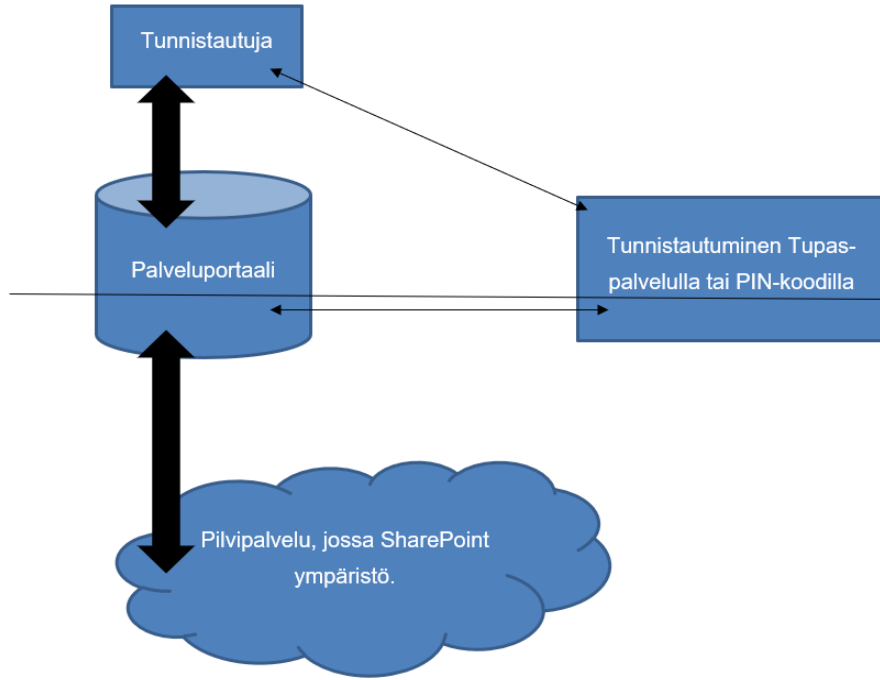 Tunnistautuja
Palveluportaali
Tunnistautuminen Tupas-
palvelulla tai PIN-koodilla
Pilvipalvelu, jossa SharePoint
ympäristö.